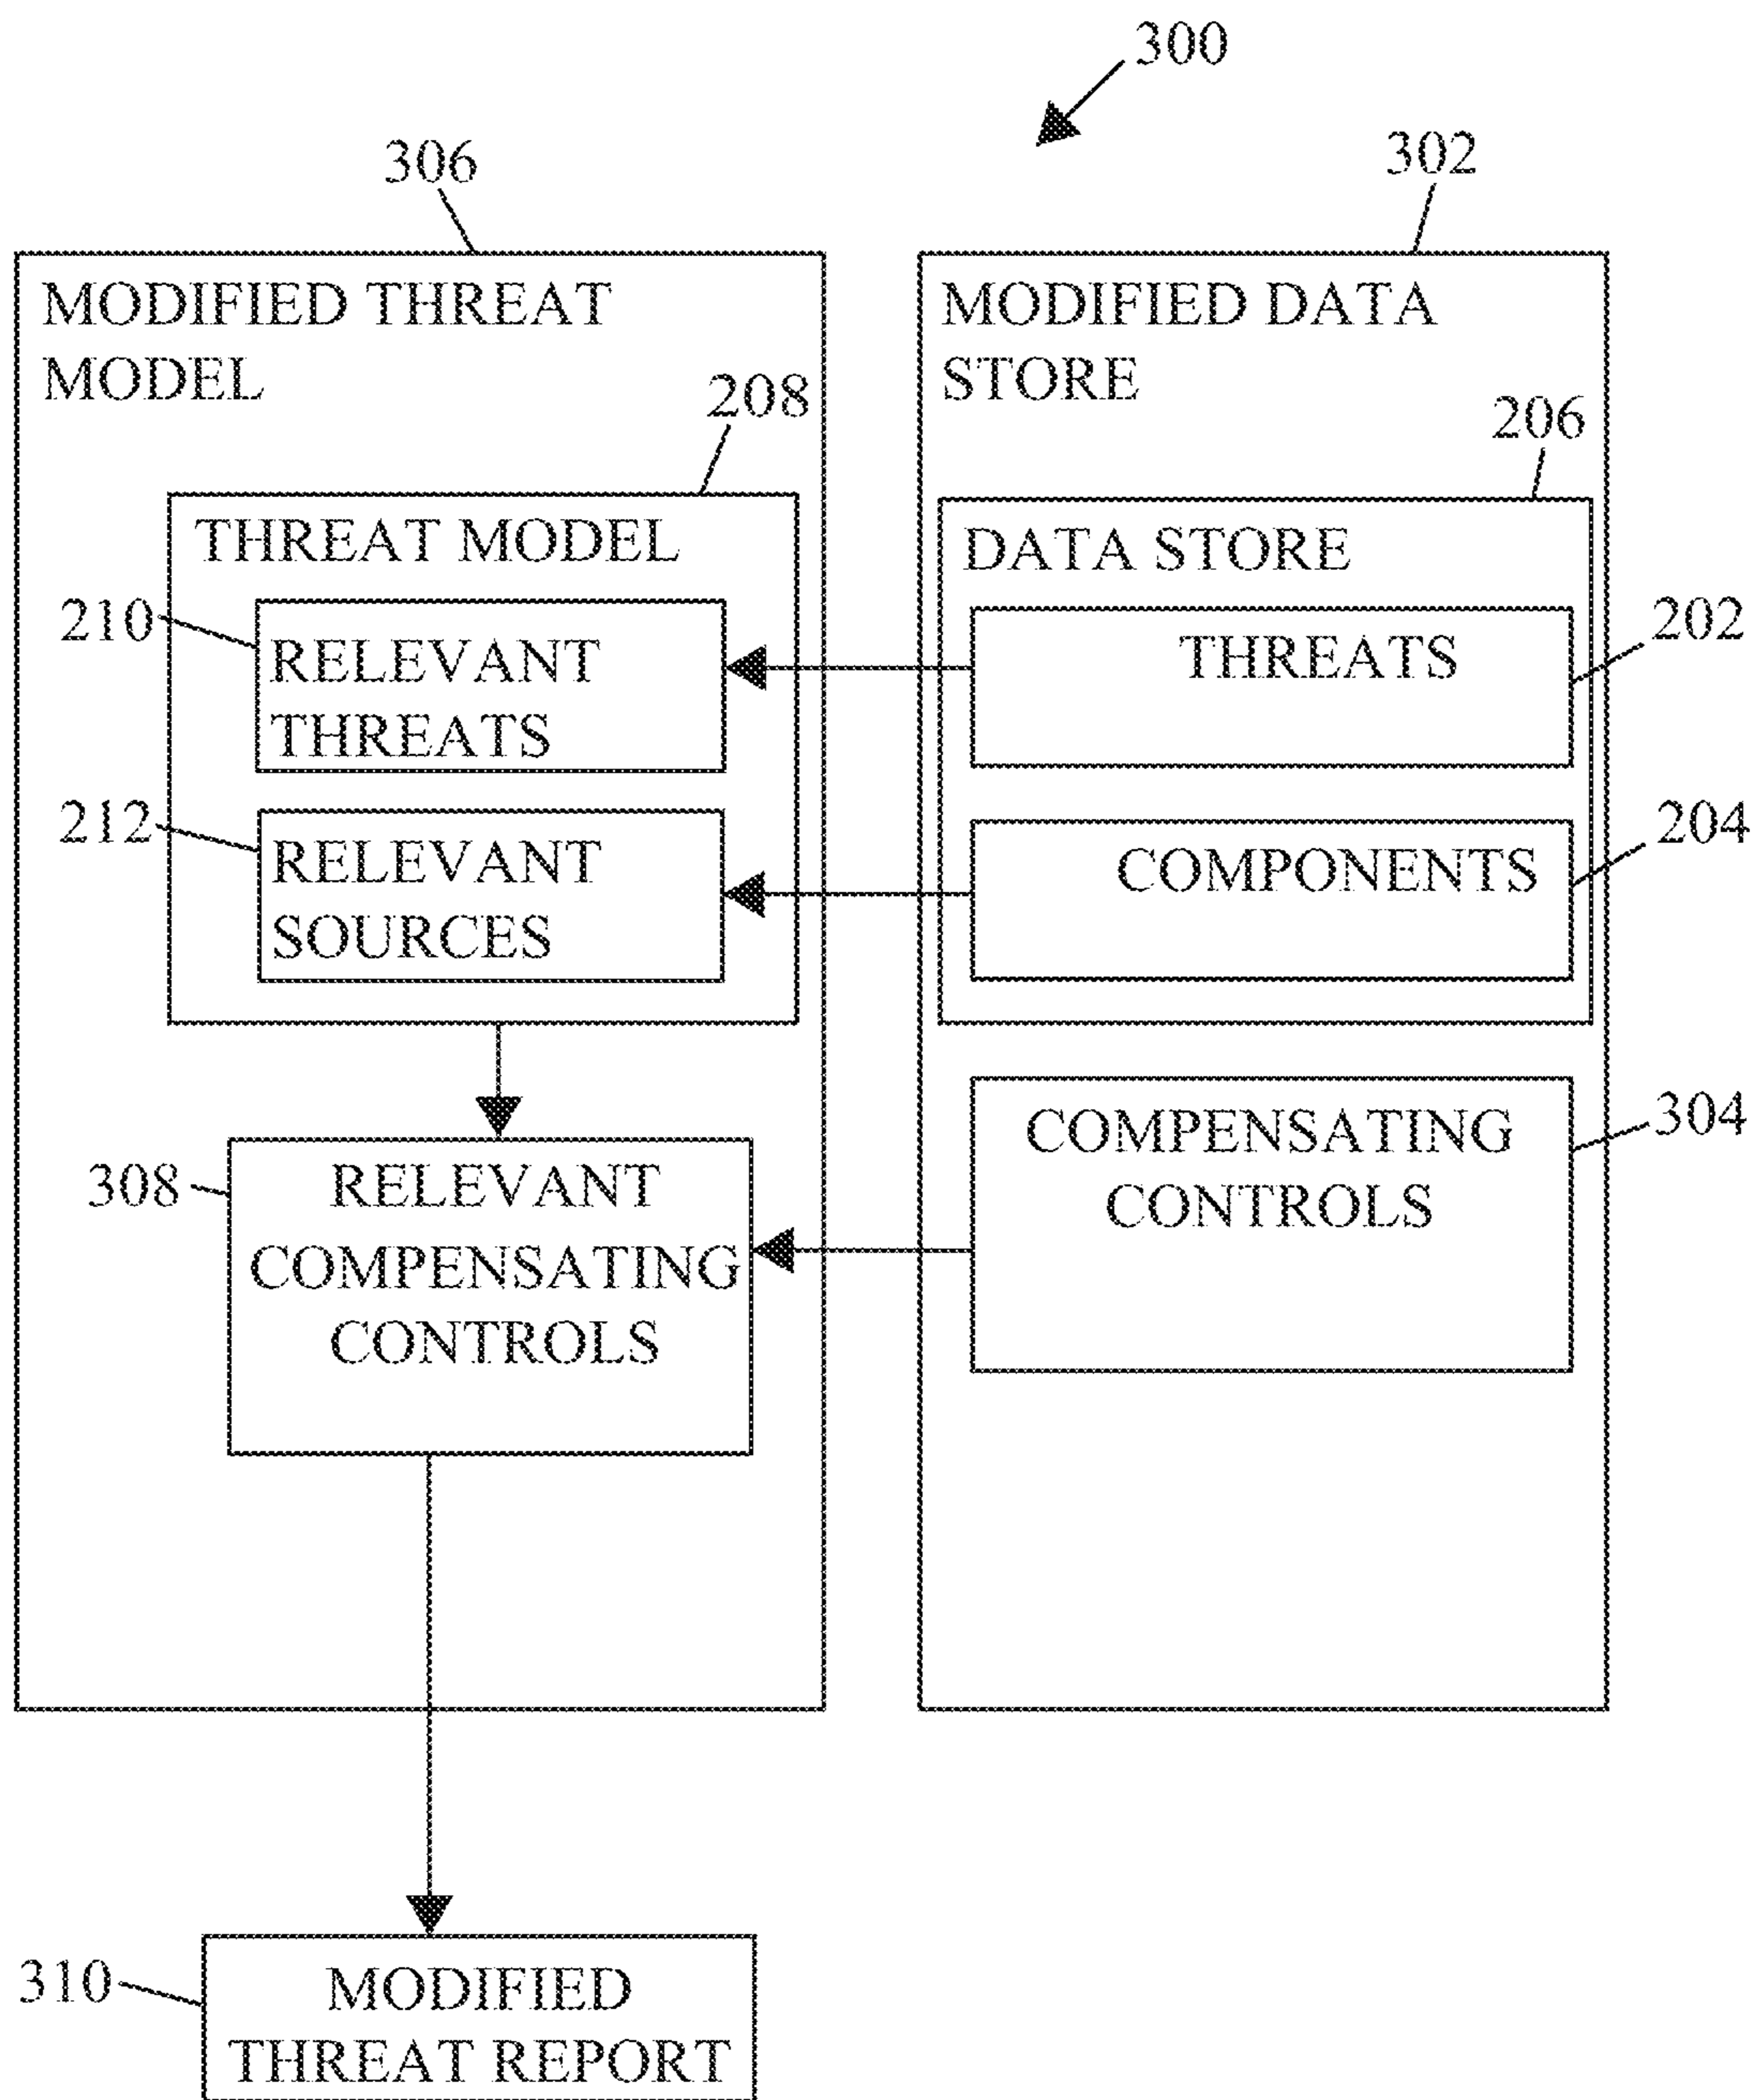 300
306
302
MODIFIED THREAT
MODEL
MODIFIED DATA
STORE
208
206
THREAT MODEL
DATA STORE
210
RELEVANT
THREATS
THREATS
202
212
RELEVANT
SOURCES
COMPONENTS
204
308
RELEVANT
COMPENSATING
CONTROLS
COMPENSATING
CONTROLS
304
310
MODIFIED
THREAT REPORT